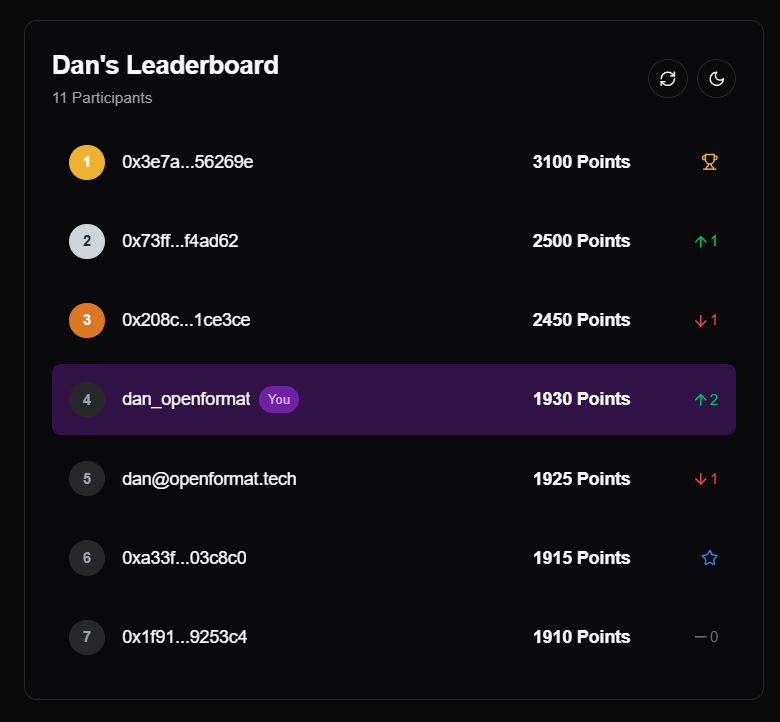 Dan's Leaderboard
11 Participants
1 0x3e7a...56269e 3100 Points
2 0x73ff...f4ad62 2500 Points ↑1
3 0x208c...1ce3ce 2450 Points ↓1
4 dan_openformat You 1930 Points ↑2
5 dan@openformat.tech 1925 Points ↓1
6 0xa33f...03c8c0 1915 Points
7 0x1f91...9253c4 1910 Points —0